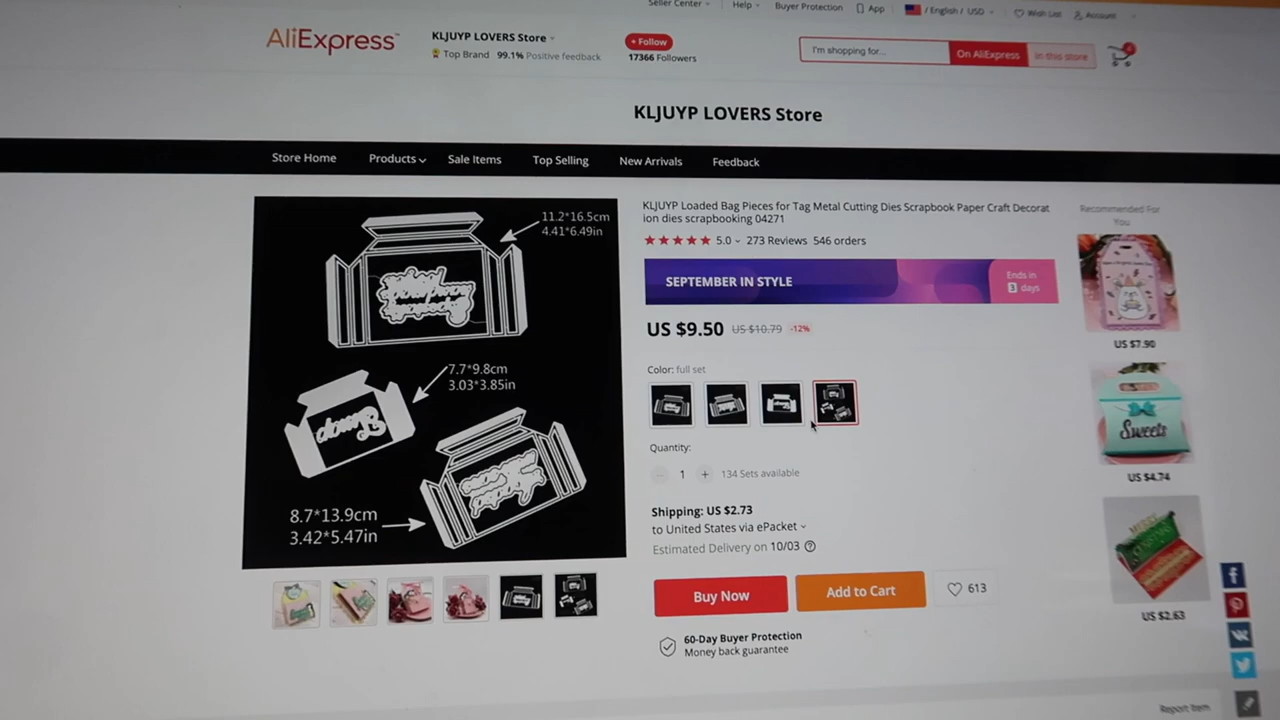 Seller Center
Help
Buyer Protection
App
/ English / USD
Wish List
Account
AliExpress™
KLJUYP LOVERS Store
Top Brand 99.1% Positive feedback
+ Follow
17366 Followers
I'm shopping for...
On AliExpress
In this store
KLJUYP LOVERS Store
Store Home
Products
Sale Items
Top Selling
New Arrivals
Feedback
11.2*16.5cm
4.41*6.49in
7.7*9.8cm
3.03*3.85in
8.7*13.9cm
3.42*5.47in
KLJUYP Loaded Bag Pieces for Tag Metal Cutting Dies Scrapbook Paper Craft Decorat
ion dies scrapbooking 04271
5.0
273 Reviews 546 orders
SEPTEMBER IN STYLE
Ends in
3 days
US $9.50 US $10.79 -12%
Color: full set
Quantity:
1
134 Sets available
Shipping: US $2.73
to United States via ePacket
Estimated Delivery on 10/03
Buy Now
Add to Cart
613
60-Day Buyer Protection
Money back guarantee
Recommended For
You
US $7.90
Sweets
US $4.74
US $2.63
Report Item